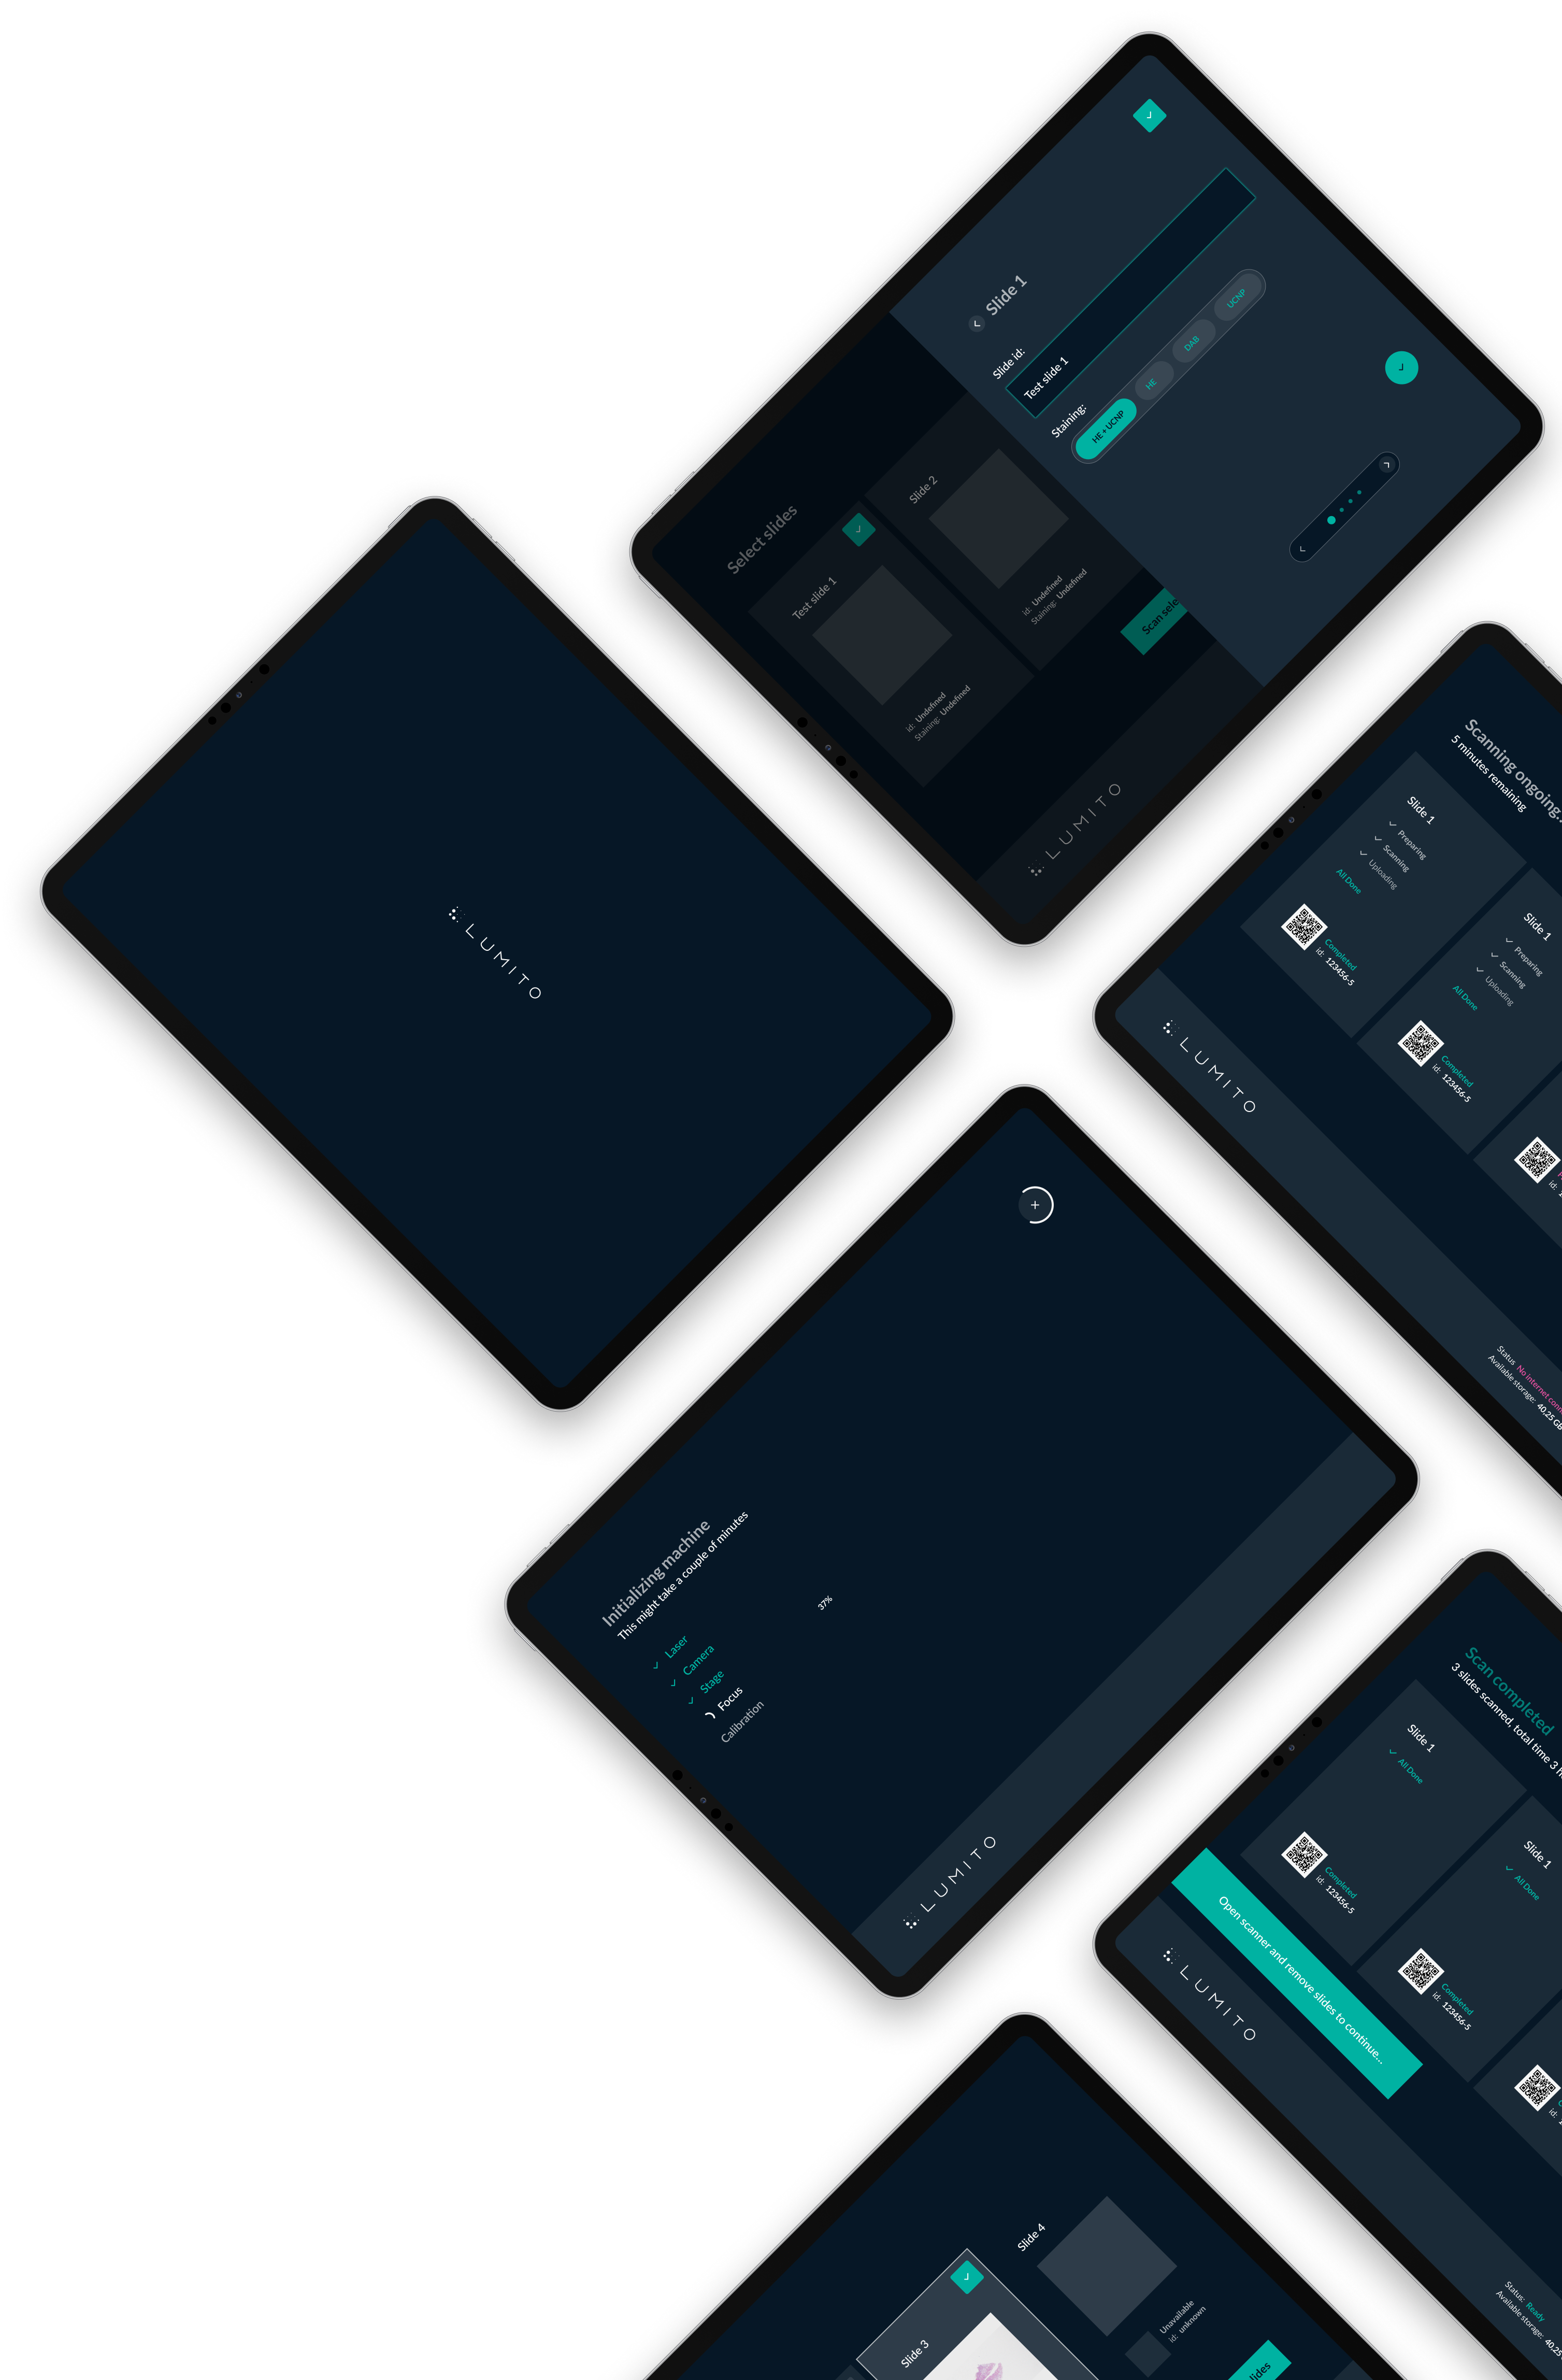 Slide 1
Slide id:
Test slide 1
Staining:
HE + UCNP
HE
DAB
UCNP
Select slides
Test slide 1
id: Undefined
Staining: Undefined
Slide 2
id: Undefined
Staining: Undefined
Scan
LUMITO
LUMITO
Scanning ongoing...
5 minutes remaining
Slide 1
Preparing
Scanning
Uploading
All Done
Completed
id: 123456-5
Slide 1
Preparing
Scanning
Uploading
All Done
Completed
id: 123456-5
id:
LUMITO
Status No internet
Available storage: 40,25 GB
Initializing machine
This might take a couple of minutes
Laser
Camera
Stage
Focus
Calibration
37%
LUMITO
Scan completed
3 slides scanned, total time 3
Slide 1
All Done
Completed
id: 123456-5
Slide 1
All Done
Completed
id: 123456-5
id:
Open scanner and remove slides to continue...
LUMITO
Status: Ready
Available storage:
Slide 3
Slide 4
Unavailable
id: unknown